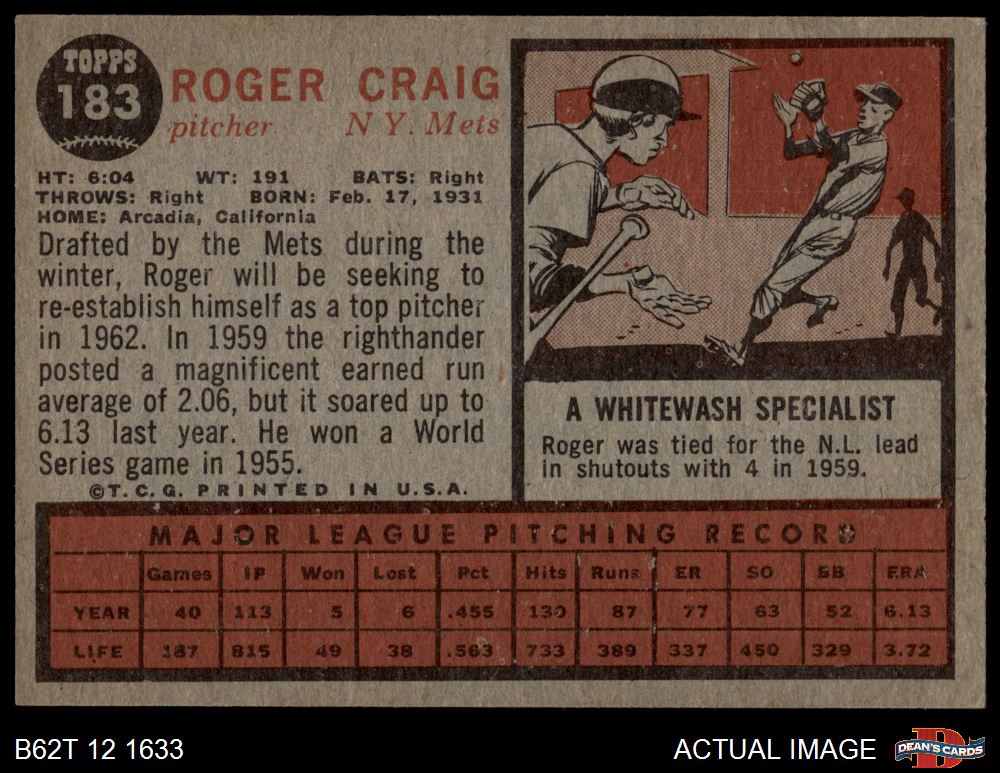 TOPPS
183
ROGER CRAIG
pitcher N Y. Mets
HT: 6:04 WT: 191 BATS: Right
THROWS: Right BORN: Feb. 17, 1931
HOME: Arcadia, California
Drafted by the Mets during the
winter, Roger will be seeking to
re-establish himself as a top pitcher
in 1962. In 1959 the righthander
posted a magnificent earned run
average of 2.06, but it soared up to
6.13 last year. He won a World
Series game in 1955.
©T.C.G. PRINTED IN U.S.A.
A WHITEWASH SPECIALIST
Roger was tied for the N.L. lead
in shutouts with 4 in 1959.
MAJOR LEAGUE PITCHING RECORD
Games IP Won Lost Pct Hits Runs ER SO BB ERA
YEAR 40 113 5 6 .455 130 87 77 63 52 6.13
LIFE 187 815 49 38 .563 733 389 337 450 329 3.72
B62T 12 1633
ACTUAL IMAGE
D
DEAN'S CARDS